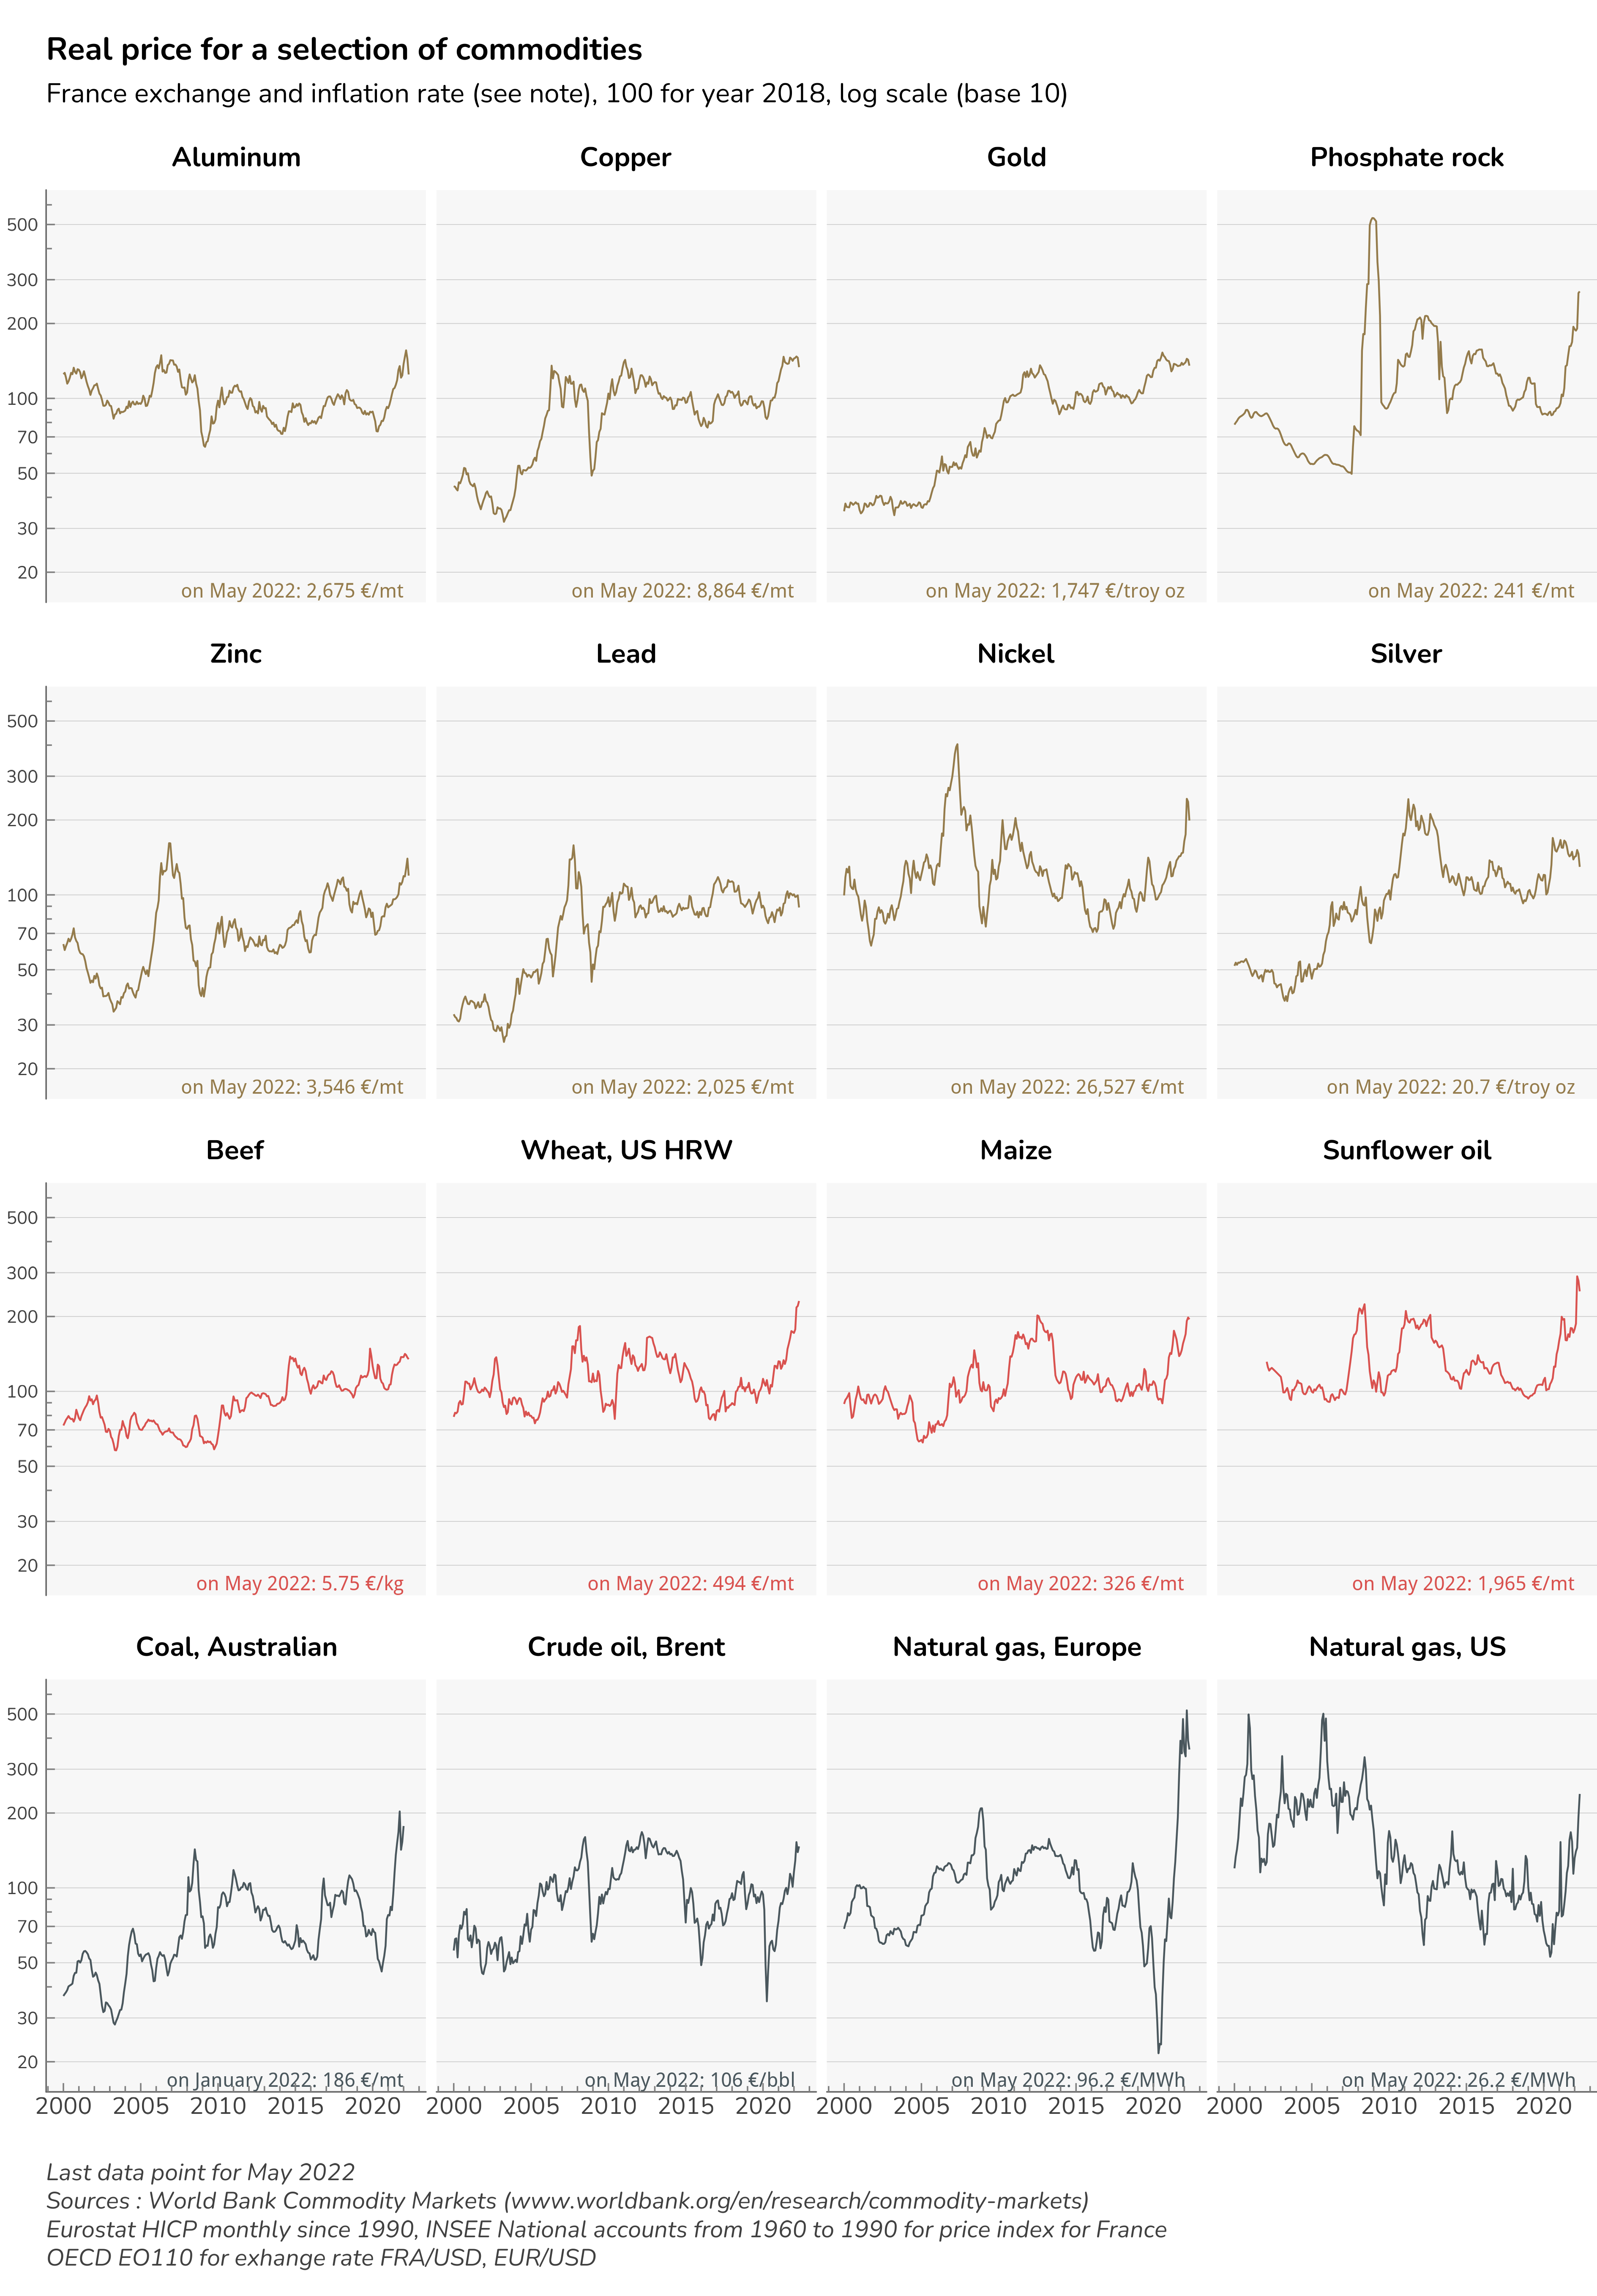 Real price for a selection of commodities
France exchange and inflation rate (see note), 100 for year 2018, log scale (base 10)
Aluminum Copper Gold Phosphate rock
500
300
200
100
70
50
30
20
on May 2022: 2,675 €/mt on May 2022: 8,864 €/mt on May 2022: 1,747 €/troy oz on May 2022: 241 €/mt
Zinc Lead Nickel Silver
500
300
200
100
70
50
30
20
on May 2022: 3,546 €/mt on May 2022: 2,025 €/mt on May 2022: 26,527 €/mt on May 2022: 20.7 €/troy oz
Beef Wheat, US HRW Maize Sunflower oil
500
300
200
100
70
50
30
20
on May 2022: 5.75 €/kg on May 2022: 494 €/mt on May 2022: 326 €/mt on May 2022: 1,965 €/mt
Coal, Australian Crude oil, Brent Natural gas, Europe Natural gas, US
500
300
200
100
70
50
30
20
on January 2022: 186 €/mt on May 2022: 106 €/bbl on May 2022: 96.2 €/MWh on May 2022: 26.2 €/MWh
2000 2005 2010 2015 2020 2000 2005 2010 2015 2020 2000 2005 2010 2015 2020 2000 2005 2010 2015 2020
Last data point for May 2022
Sources : World Bank Commodity Markets (www.worldbank.org/en/research/commodity-markets)
Eurostat HICP monthly since 1990, INSEE National accounts from 1960 to 1990 for price index for France
OECD EO110 for exhange rate FRA/USD, EUR/USD